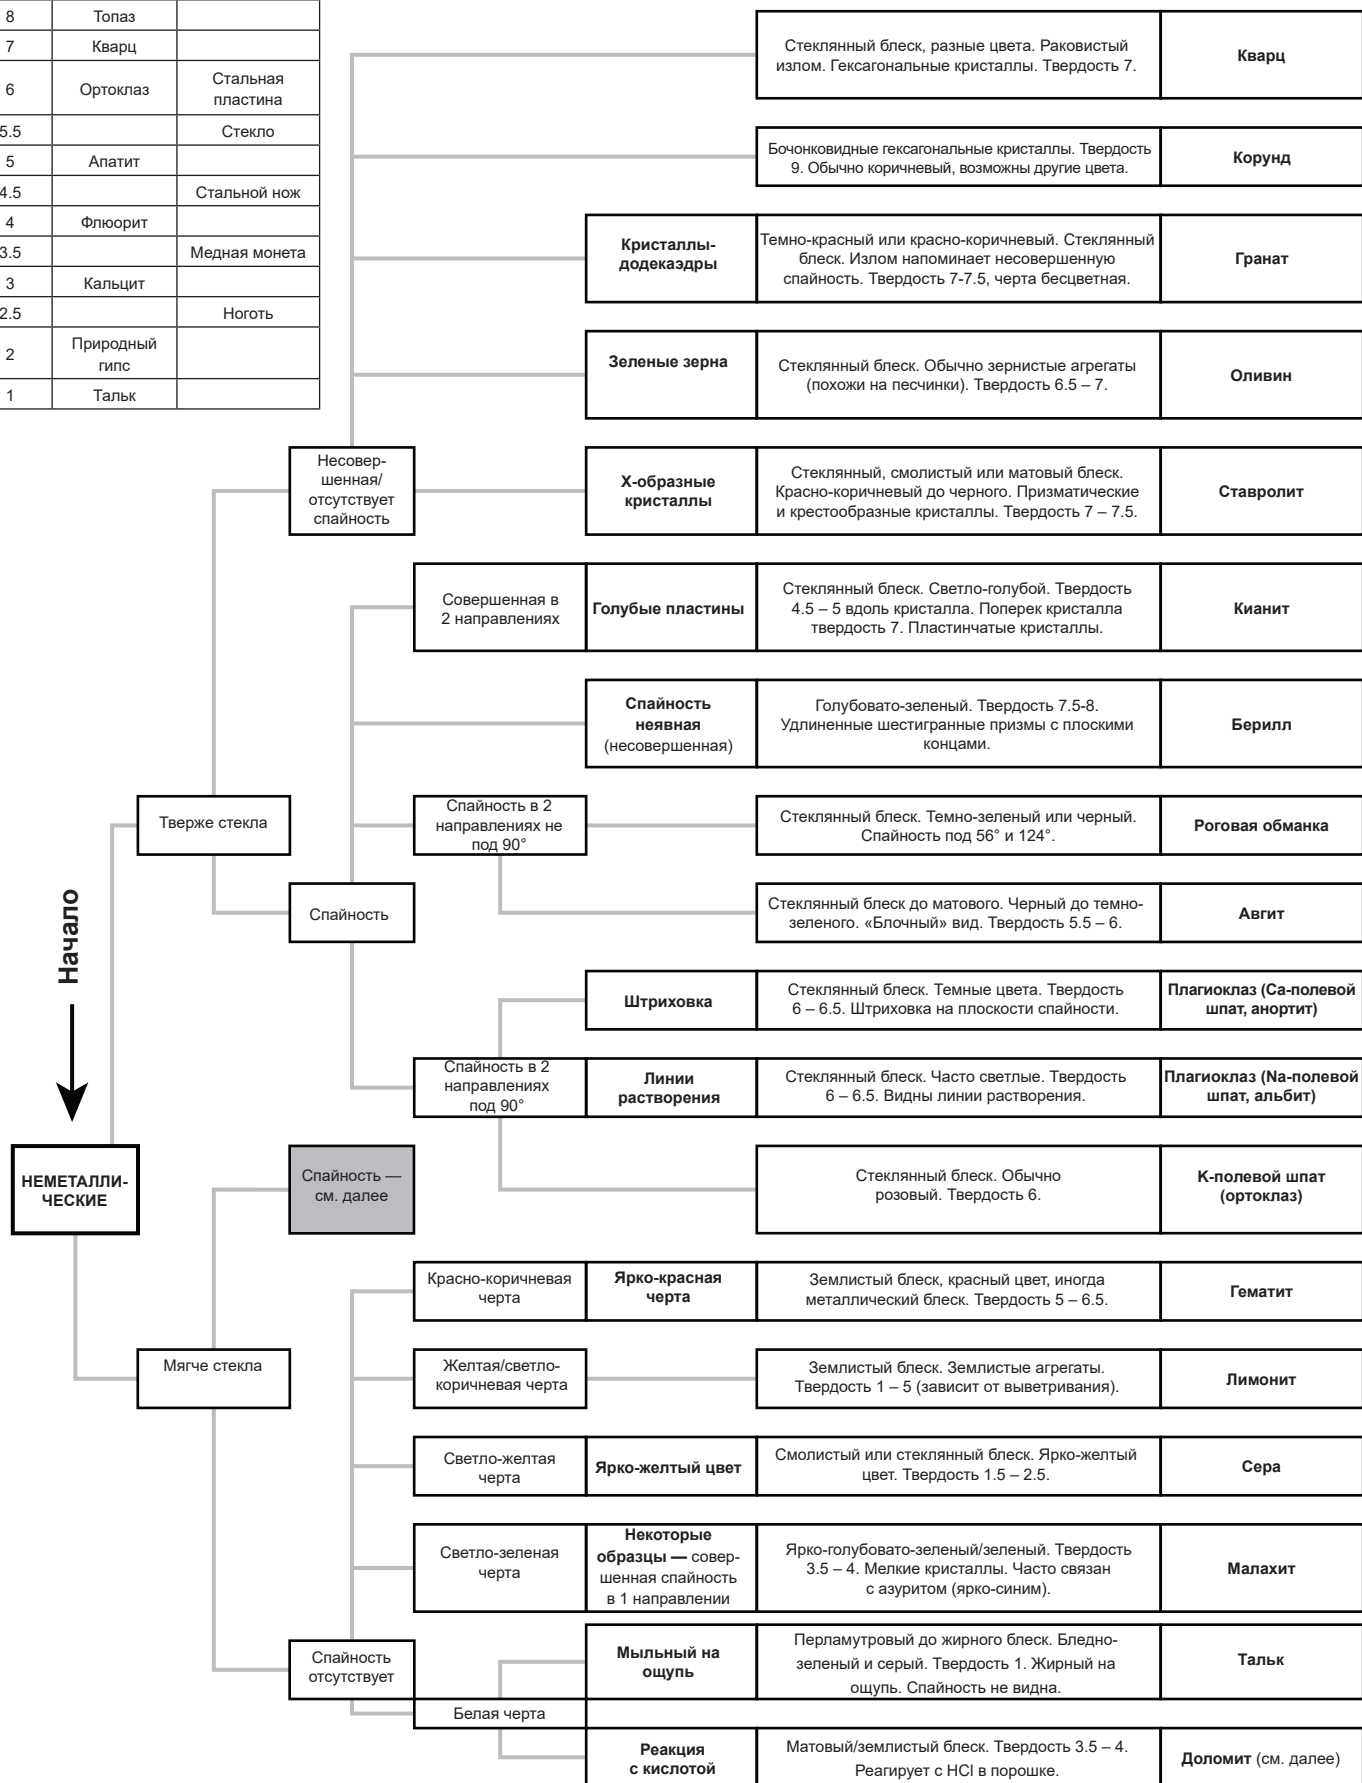 8 Топаз
7 Кварц
6 Ортоклаз Стальная
пластина
5.5 Стекло
5 Апатит
4.5 Стальной нож
4 Флюорит
3.5 Медная монета
3 Кальцит
2.5 Ноготь
2 Природный
гипс
1 Тальк
Начало
НЕМЕТАЛЛИ-
ЧЕСКИЕ
Тверже стекла
Несовер-
шенная/
отсутствует
спайность
Стеклянный блеск, разные цвета. Раковистый
излом. Гексагональные кристаллы. Твердость 7.
Кварц
Бочонковидные гексагональные кристаллы. Твердость
9. Обычно коричневый, возможны другие цвета.
Корунд
Кристаллы-
додекаэдры
Темно-красный или красно-коричневый. Стеклянный
блеск. Излом напоминает несовершенную
спайность. Твердость 7-7.5, черта бесцветная.
Гранат
Зеленые зерна
Стеклянный блеск. Обычно зернистые агрегаты
(похожи на песчинки). Твердость 6.5 – 7.
Оливин
Х-образные
кристаллы
Стеклянный, смолистый или матовый блеск.
Красно-коричневый до черного. Призматические
и крестообразные кристаллы. Твердость 7 – 7.5.
Ставролит
Спайность
Совершенная в
2 направлениях
Голубые пластины
Стеклянный блеск. Светло-голубой. Твердость
4.5 – 5 вдоль кристалла. Поперек кристалла
твердость 7. Пластинчатые кристаллы.
Кианит
Спайность
неявная
(несовершенная)
Голубовато-зеленый. Твердость 7.5-8.
Удлиненные шестигранные призмы с плоскими
концами.
Берилл
Спайность в 2
направлениях не
под 90°
Стеклянный блеск. Темно-зеленый или черный.
Спайность под 56° и 124°.
Роговая обманка
Стеклянный блеск до матового. Черный до темно-
зеленого. «Блочный» вид. Твердость 5.5 – 6.
Авгит
Спайность в 2
направлениях
под 90°
Штриховка
Стеклянный блеск. Темные цвета. Твердость
6 – 6.5. Штриховка на плоскости спайности.
Плагиоклаз (Ca-полевой
шпат, анортит)
Линии
растворения
Стеклянный блеск. Часто светлые. Твердость
6 – 6.5. Видны линии растворения.
Плагиоклаз (Na-полевой
шпат, альбит)
Стеклянный блеск. Обычно
розовый. Твердость 6.
К-полевой шпат
(ортоклаз)
Мягче стекла
Спайность —
см. далее
Спайность
отсутствует
Красно-коричневая
черта
Ярко-красная
черта
Землистый блеск, красный цвет, иногда
металлический блеск. Твердость 5 – 6.5.
Гематит
Желтая/светло-
коричневая черта
Землистый блеск. Землистые агрегаты.
Твердость 1 – 5 (зависит от выветривания).
Лимонит
Светло-желтая
черта
Ярко-желтый цвет
Смолистый или стеклянный блеск. Ярко-желтый
цвет. Твердость 1.5 – 2.5.
Сера
Светло-зеленая
черта
Некоторые
образцы — совер-
шенная спайность
в 1 направлении
Ярко-голубовато-зеленый/зеленый. Твердость
3.5 – 4. Мелкие кристаллы. Часто связан
с азуритом (ярко-синим).
Малахит
Белая черта
Мыльный на
ощупь
Перламутровый до жирного блеск. Бледно-
зеленый и серый. Твердость 1. Жирный на
ощупь. Спайность не видна.
Тальк
Реакция
с кислотой
Матовый/землистый блеск. Твердость 3.5 – 4.
Реагирует с HCl в порошке.
Доломит (см. далее)